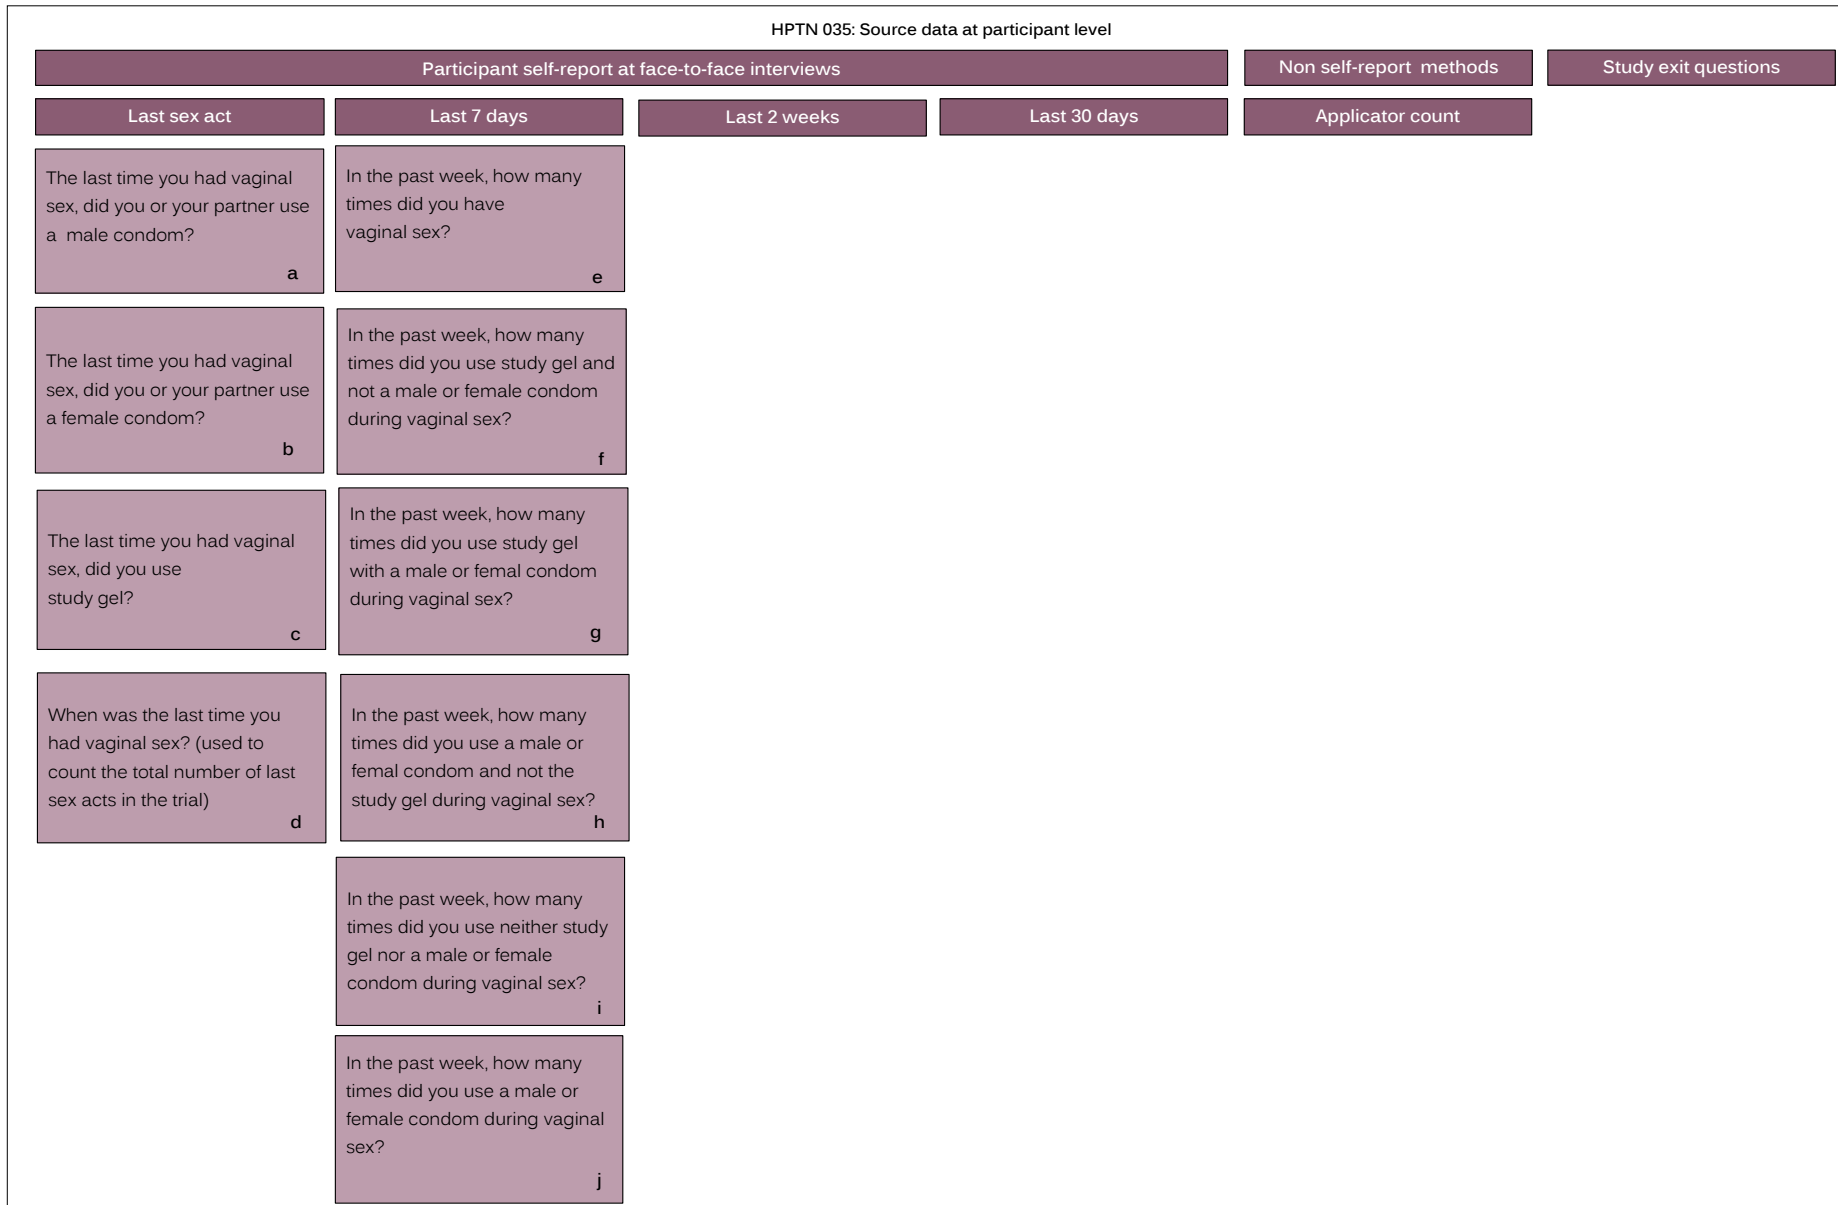 HPTN 035: Source data at participant level
Participant self-report at face-to-face interviews
Non self-report methods
Study exit questions
Last sex act
Last 7 days
Last 2 weeks
Last 30 days
Applicator count
The last time you had vaginal
sex, did you or your partner use
a male condom?
a
The last time you had vaginal
sex, did you or your partner use
a female condom?
b
The last time you had vaginal
sex, did you use
study gel?
c
When was the last time you
had vaginal sex? (used to
count the total number of last
sex acts in the trial)
d
In the past week, how many
times did you have
vaginal sex?
e
In the past week, how many
times did you use study gel and
not a male or female condom
during vaginal sex?
f
In the past week, how many
times did you use study gel
with a male or femal condom
during vaginal sex?
g
In the past week, how many
times did you use a male or
femal condom and not the
study gel during vaginal sex?
h
In the past week, how many
times did you use neither study
gel nor a male or female
condom during vaginal sex?
i
In the past week, how many
times did you use a male or
female condom during vaginal
sex?
j